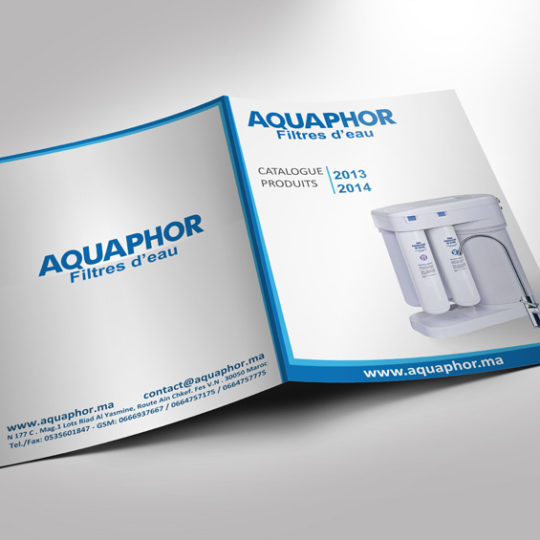 AQUAPHOR
Filtres d'eau
CATALOGUE
PRODUITS
2013
2014
www.aquaphor.ma
AQUAPHOR
Filtres d'eau
www.aquaphor.ma
contact@aquaphor.ma
N 177 C . Mag.1 Lots Riad Al Yasmine, Route Ain Chkef. Fes V.N - 30050 Maroc
Tel./Fax: 0535601847 - GSM: 0666937667 / 0664757175 / 0664757775